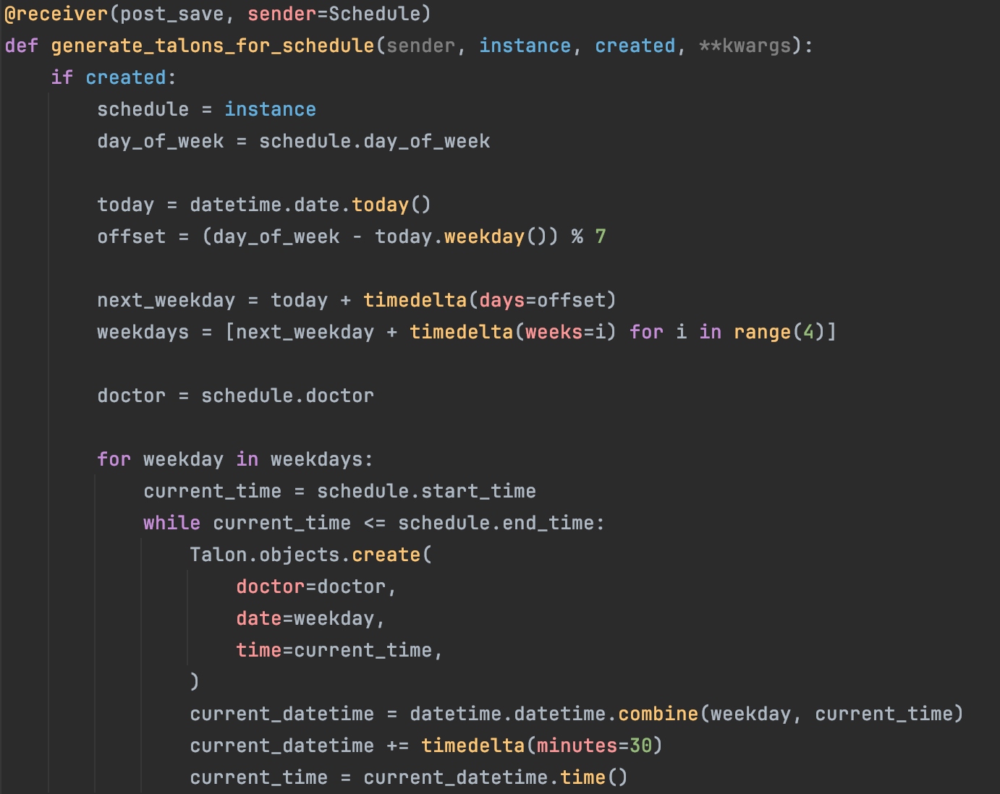 @receiver(post_save, sender=Schedule)
def generate_talons_for_schedule(sender, instance, created, **kwargs):
    if created:
        schedule = instance
        day_of_week = schedule.day_of_week

        today = datetime.date.today()
        offset = (day_of_week - today.weekday()) % 7

        next_weekday = today + timedelta(days=offset)
        weekdays = [next_weekday + timedelta(weeks=i) for i in range(4)]

        doctor = schedule.doctor

        for weekday in weekdays:
            current_time = schedule.start_time
            while current_time <= schedule.end_time:
                Talon.objects.create(
                    doctor=doctor,
                    date=weekday,
                    time=current_time,
                )
                current_datetime = datetime.datetime.combine(weekday, current_time)
                current_datetime += timedelta(minutes=30)
                current_time = current_datetime.time()